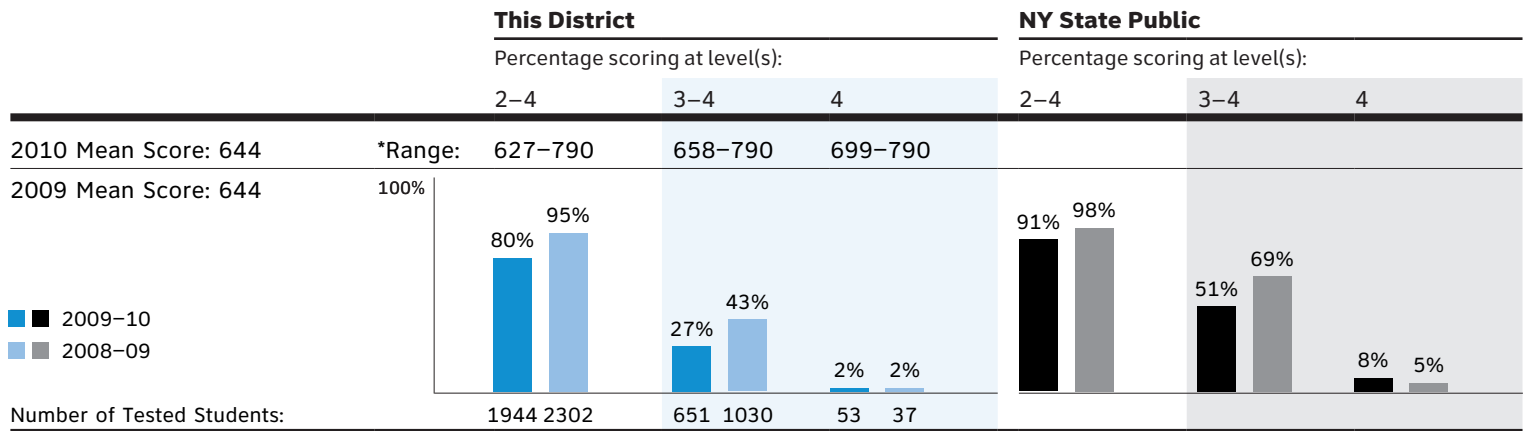 This District NY State Public
Percentage scoring at level(s): Percentage scoring at level(s):
2–4 3–4 4 2–4 3–4 4
2010 Mean Score: 644 *Range: 627–790 658–790 699–790
2009 Mean Score: 644 100%
80% 95% 27% 43% 2% 2% 91% 98% 51% 69% 8% 5%
2009–10
2008–09
Number of Tested Students: 1944 2302 651 1030 53 37